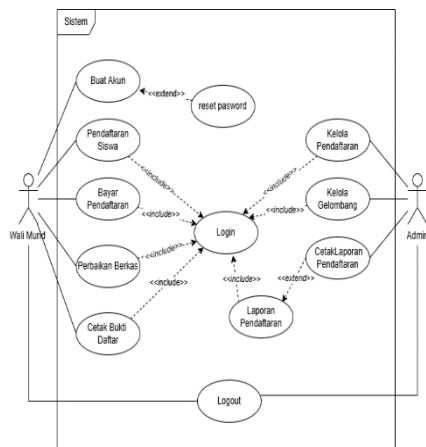 Sistem
Buat Akun
<<extend>>
reset pasword
Pendaftaran
Siswa
<<include>>
Kelola
Pendaftaran
<<include>>
Bayar
Pendaftaran
<<include>>
Kelola
Gelombang
<<include>>
Login
Wali Murid
Admin
Perbaikan Berkas
<<include>>
CetakLaporan
Pendaftaran
<<extend>>
<<include>>
<<include>>
Laporan
Pendaftaran
Cetak Bukti
Daftar
Logout